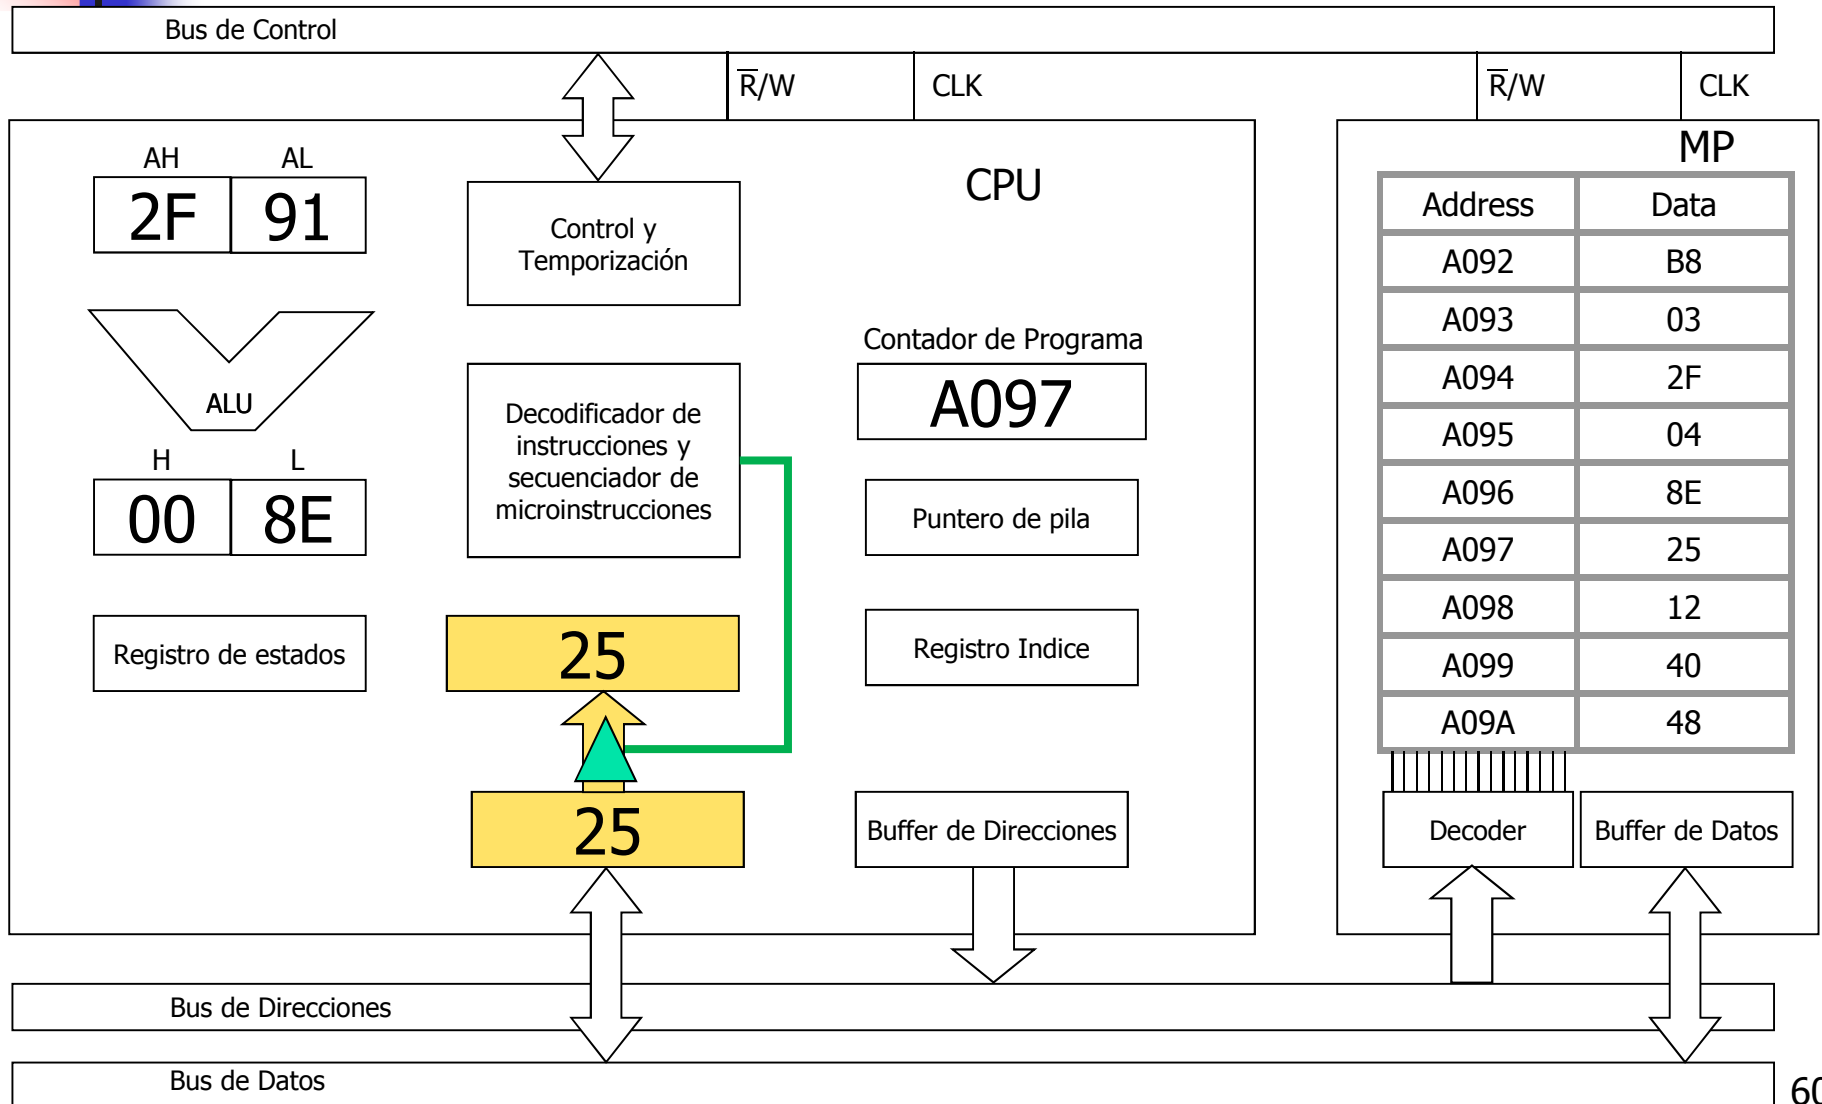 Bus de Control
R/W
CLK
R/W
CLK
AH
AL
2F
91
Control y
Temporización
CPU
ALU
Decodificador de
instrucciones y
secuenciador de
microinstrucciones
Contador de Programa
A097
H
L
00
8E
Puntero de pila
Registro de estados
25
Registro Indice
25
Buffer de Direcciones
MP
Address Data
A092 B8
A093 03
A094 2F
A095 04
A096 8E
A097 25
A098 12
A099 40
A09A 48
Decoder
Buffer de Datos
Bus de Direcciones
Bus de Datos